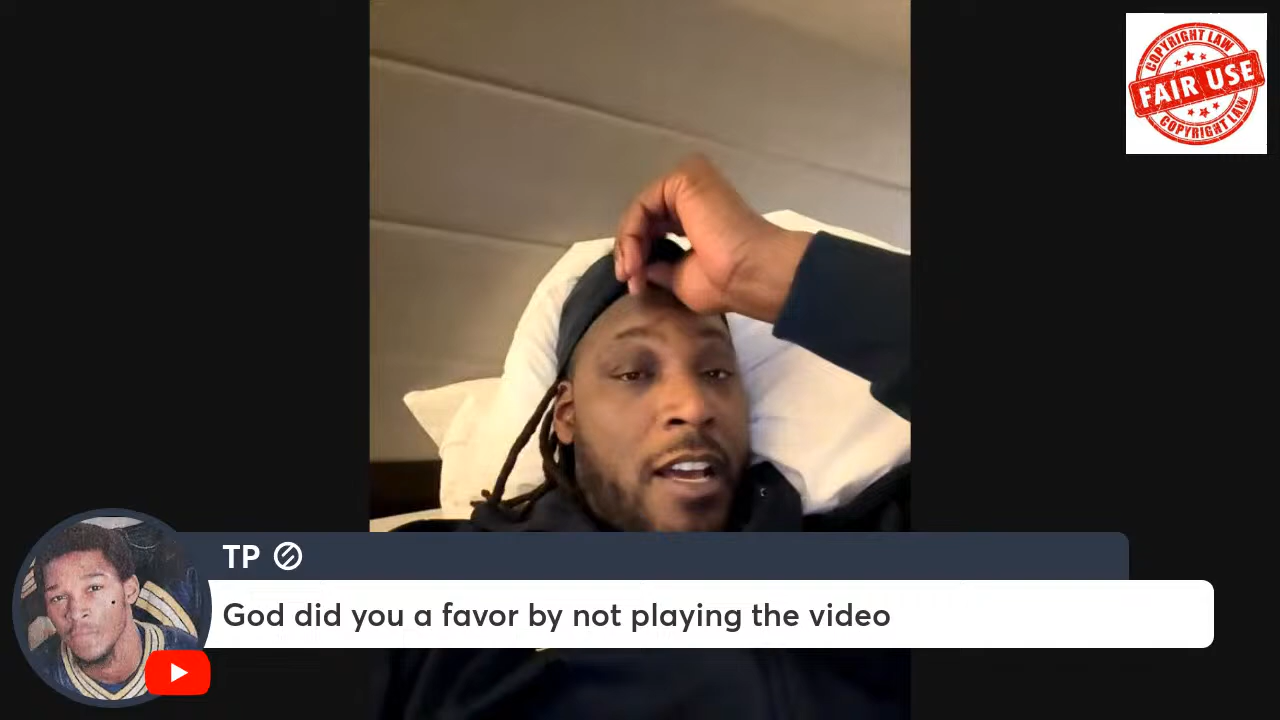 COPYRIGHT LAW
FAIR USE
COPYRIGHT LAW
TP
God did you a favor by not playing the video